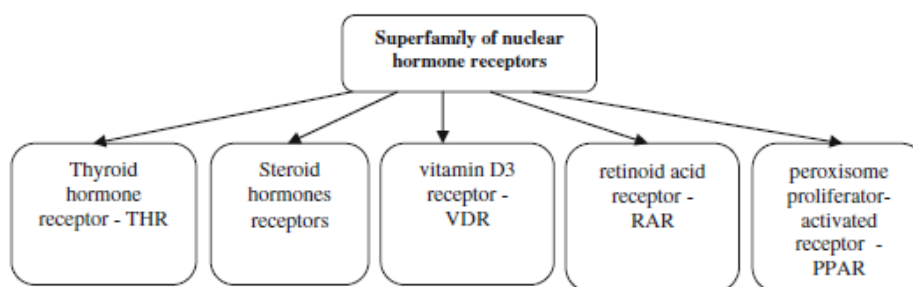 Superfamily of nuclear
hormone receptors
Thyroid
hormone
receptor - THR
Steroid
hormones
receptors
vitamin D3
receptor -
VDR
retinoid acid
receptor -
RAR
peroxisome
proliferator-
activated
receptor -
PPAR